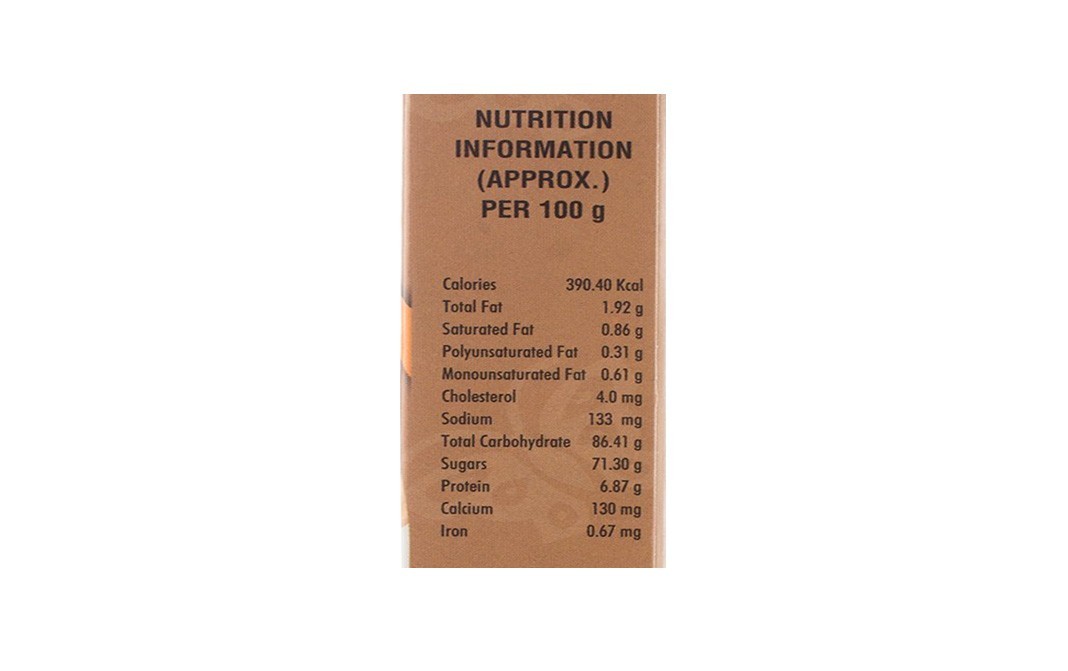 NUTRITION
INFORMATION
(APPROX.)
PER 100 g
Calories 390.40 Kcal
Total Fat 1.92 g
Saturated Fat 0.86 g
Polyunsaturated Fat 0.31 g
Monounsaturated Fat 0.61 g
Cholesterol 4.0 mg
Sodium 133 mg
Total Carbohydrate 86.41 g
Sugars 71.30 g
Protein 6.87 g
Calcium 130 mg
Iron 0.67 mg